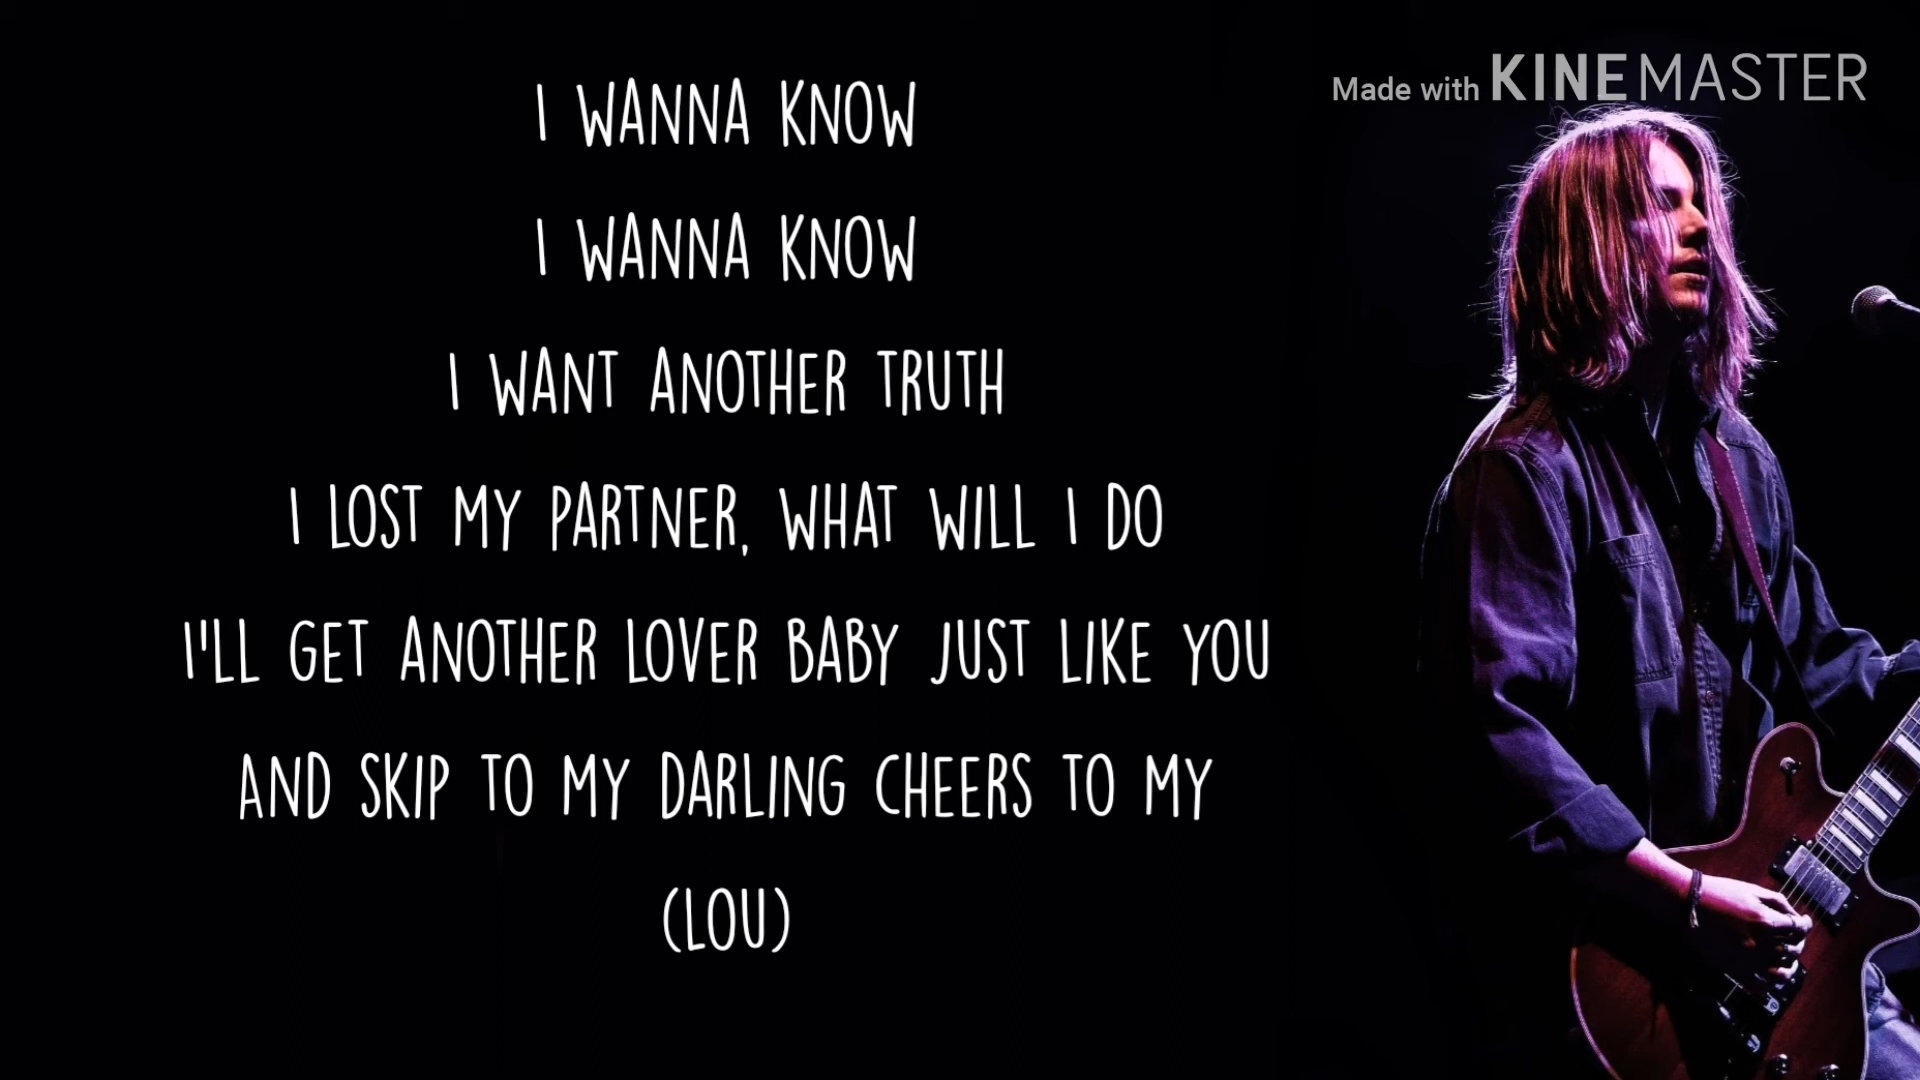 Made with KINEMASTER
I WANNA KNOW
I WANNA KNOW
I WANT ANOTHER TRUTH
I LOST MY PARTNER, WHAT WILL I DO
I'LL GET ANOTHER LOVER BABY JUST LIKE YOU
AND SKIP TO MY DARLING CHEERS TO MY
(LOU)